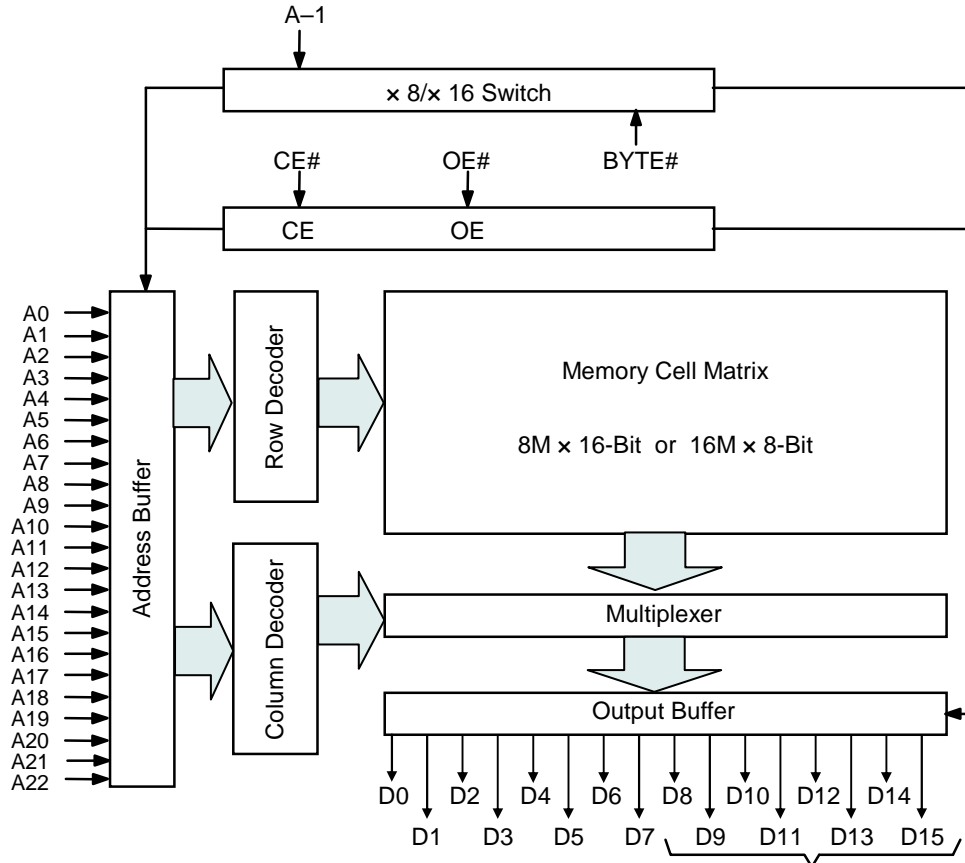 A–1
× 8/× 16 Switch
CE#
OE#
BYTE#
CE
OE
A0
A1
A2
A3
A4
A5
A6
A7
A8
A9
A10
A11
A12
A13
A14
A15
A16
A17
A18
A19
A20
A21
A22
Address Buffer
Row Decoder
Column Decoder
Memory Cell Matrix
8M × 16-Bit or 16M × 8-Bit
Multiplexer
Output Buffer
D0 D2 D4 D6 D8 D10 D12 D14
D1 D3 D5 D7 D9 D11 D13 D15